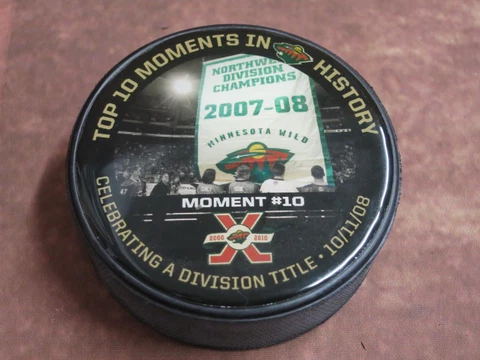 TOP 10 MOMENTS IN HISTORY
NORTHWEST
DIVISION
CHAMPIONS
2007-08
MINNESOTA WILD
MOMENT #10
X
2000 2010
CELEBRATING A DIVISION TITLE • 10/11/08